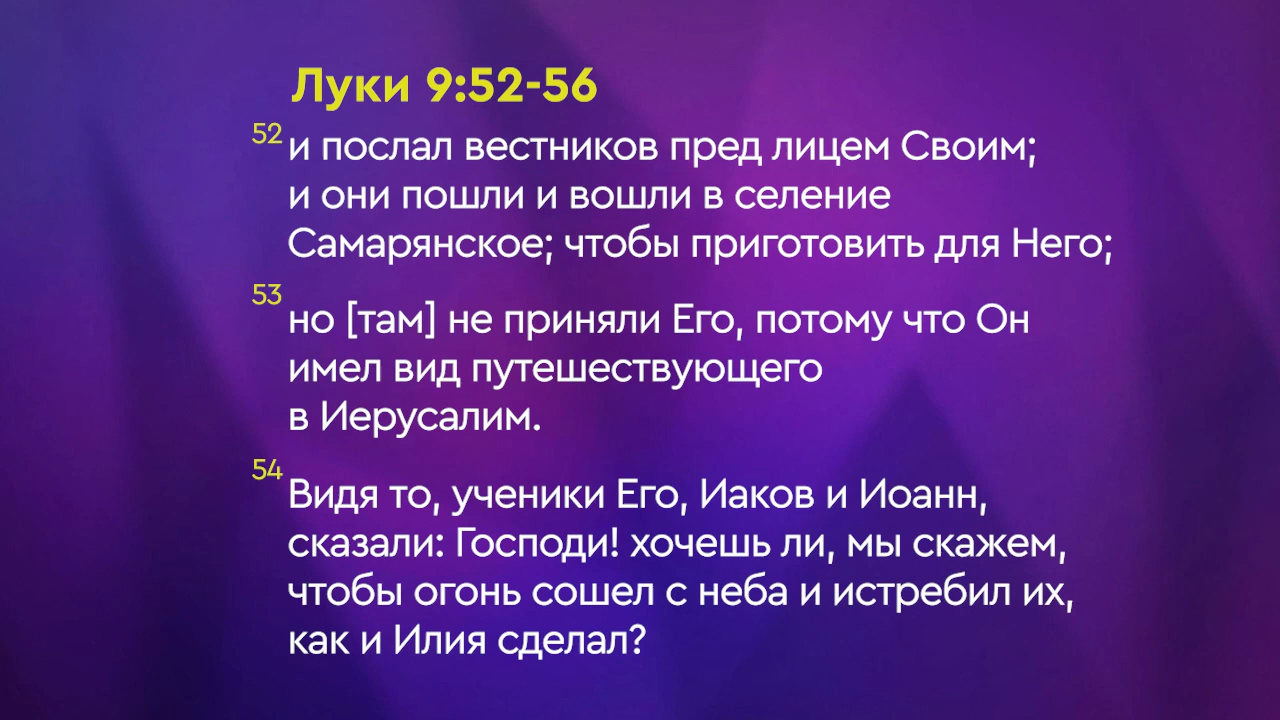 Луки 9:52-56
52 и послал вестников пред лицем Своим;
и они пошли и вошли в селение
Самарянское; чтобы приготовить для Него;
53 но [там] не приняли Его, потому что Он
имел вид путешествующего
в Иерусалим.
54 Видя то, ученики Его, Иаков и Иоанн,
сказали: Господи! хочешь ли, мы скажем,
чтобы огонь сошел с неба и истребил их,
как и Илия сделал?